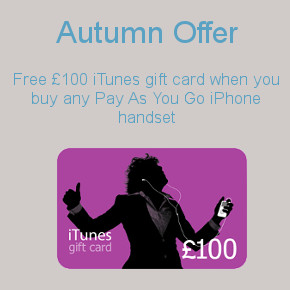 Autumn Offer
Free £100 iTunes gift card when you
buy any Pay As You Go iPhone
handset
iTunes
gift card
£100